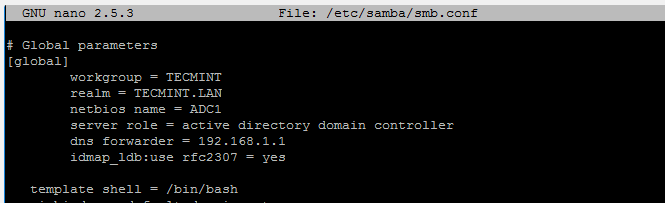 GNU nano 2.5.3 File: /etc/samba/smb.conf
# Global parameters
[global]
workgroup = TECMINT
realm = TECMINT.LAN
netbios name = ADC1
server role = active directory domain controller
dns forwarder = 192.168.1.1
idmap_ldb:use rfc2307 = yes
template shell = /bin/bash